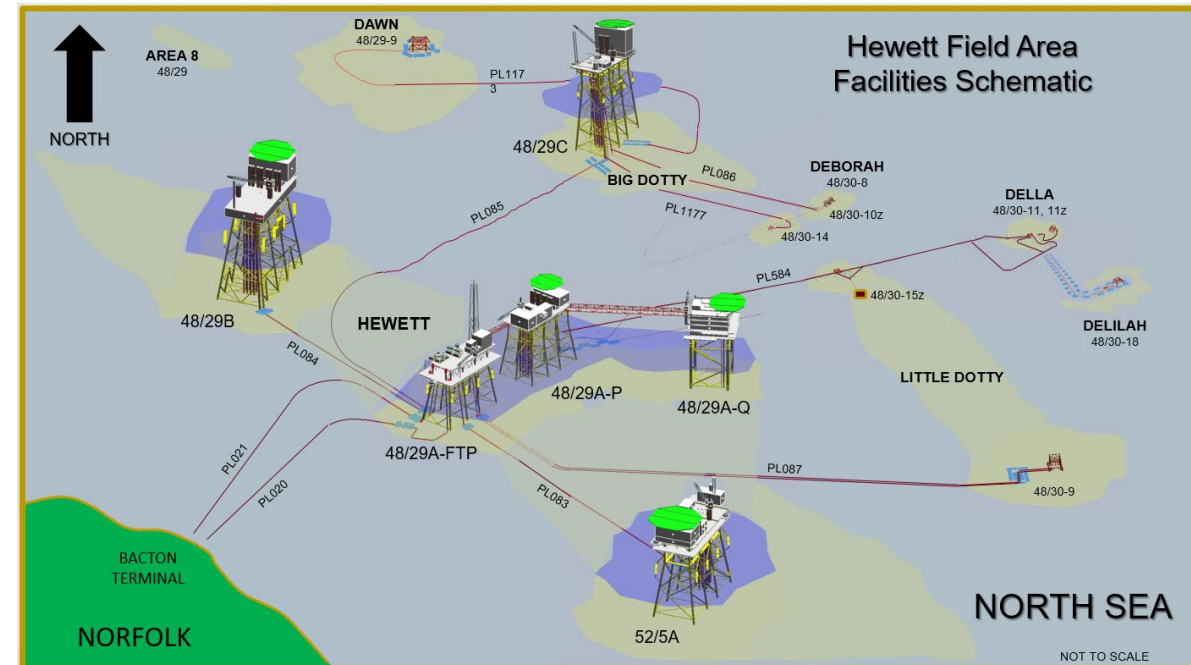 Hewett Field Area
Facilities Schematic
NORTH
AREA 8
48/29
DAWN
48/29-9
PL117
3
48/29C
BIG DOTTY
PL086
PL1177
DEBORAH
48/30-8
48/30-10z
48/30-14
DELLA
48/30-11, 11z
DELILAH
48/30-18
PL085
PL584
48/30-15z
LITTLE DOTTY
48/29B
HEWETT
PL084
48/29A-P
48/29A-Q
48/29A-FTP
PL021
PL020
PL083
PL087
48/30-9
52/5A
BACTON
TERMINAL
NORFOLK
NORTH SEA
NOT TO SCALE